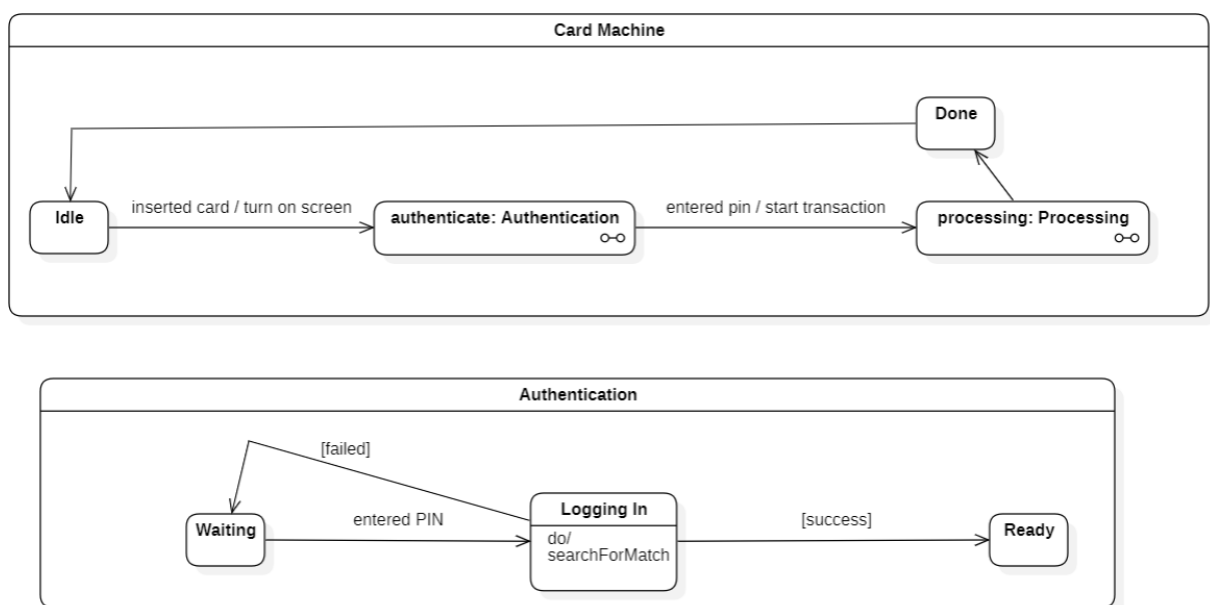 Card Machine
Done
Idle
inserted card / turn on screen
authenticate: Authentication
entered pin / start transaction
processing: Processing
Authentication
[failed]
Waiting
entered PIN
Logging In
do/
searchForMatch
[success]
Ready